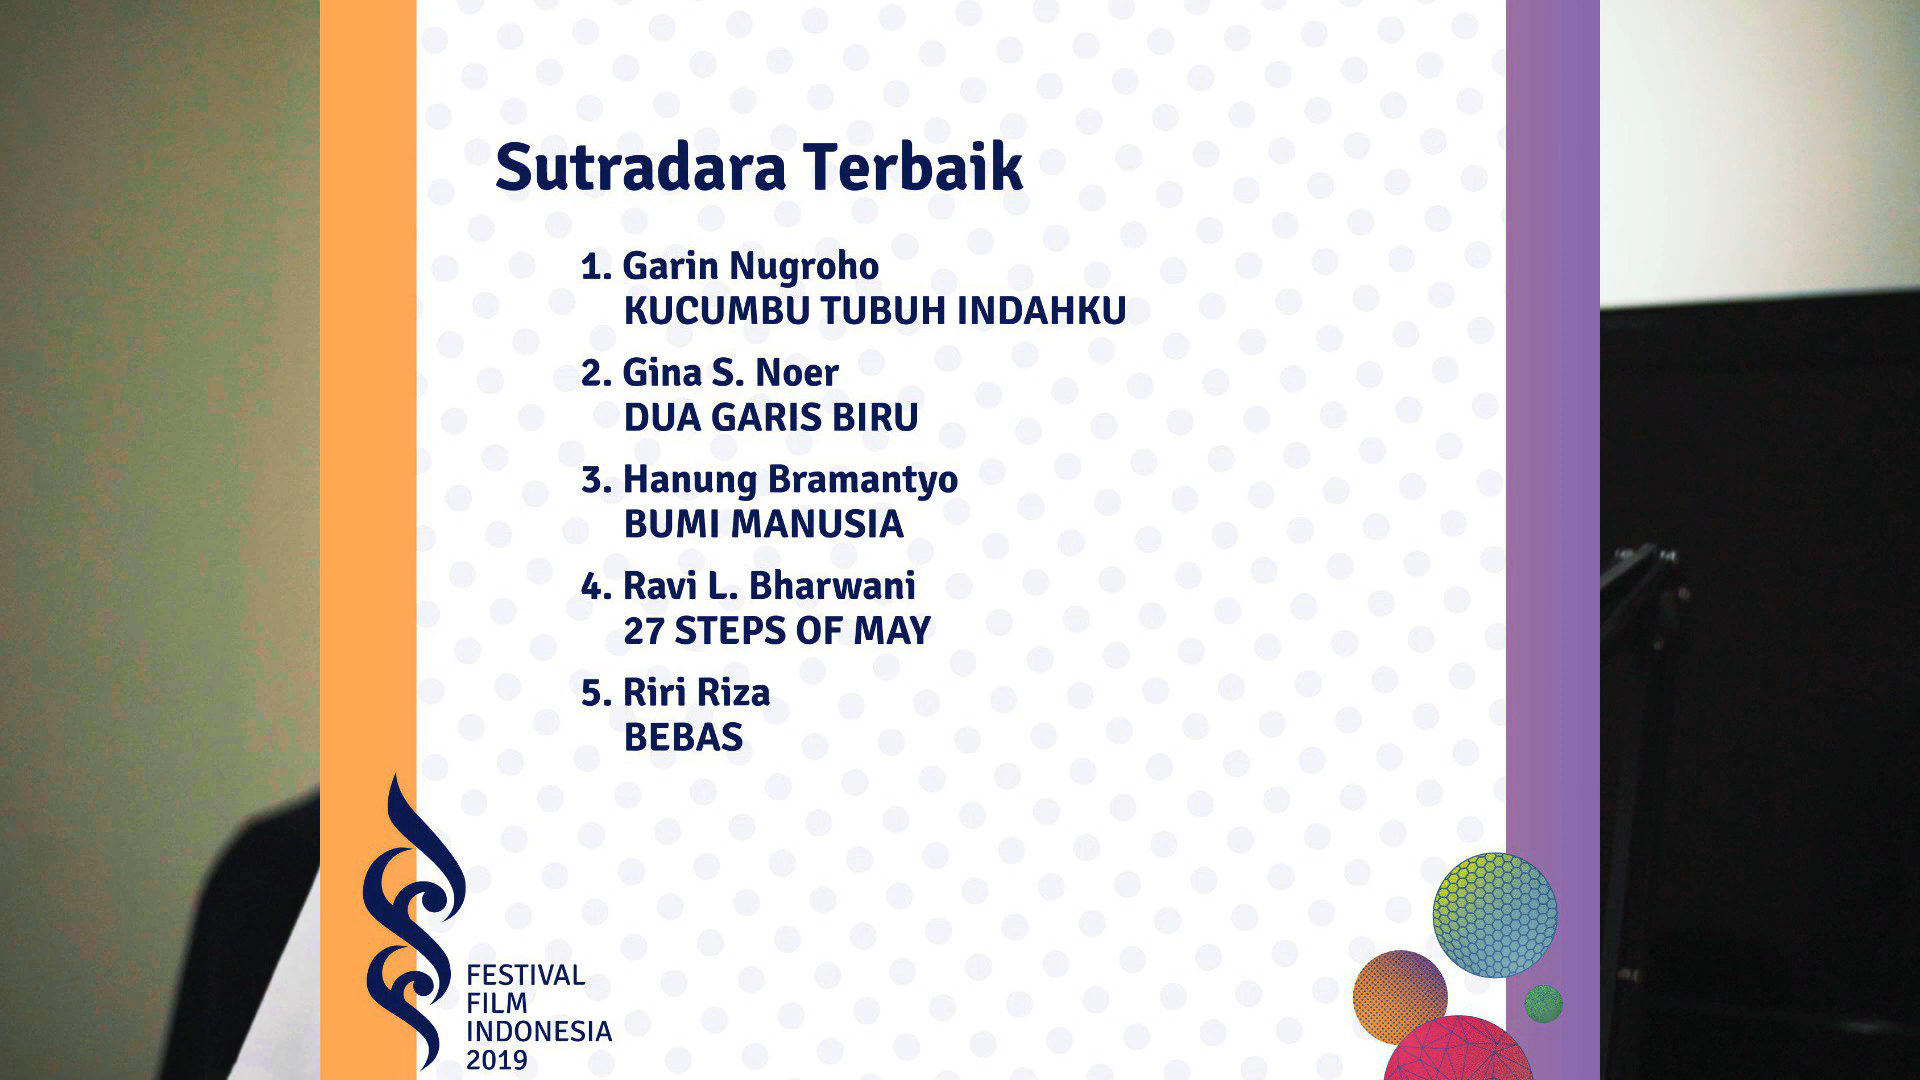 Sutradara Terbaik
1. Garin Nugroho
KUCUMBU TUBUH INDAHKU
2. Gina S. Noer
DUA GARIS BIRU
3. Hanung Bramantyo
BUMI MANUSIA
4. Ravi L. Bharwani
27 STEPS OF MAY
5. Riri Riza
BEBAS
FESTIVAL
FILM
INDONESIA
2019